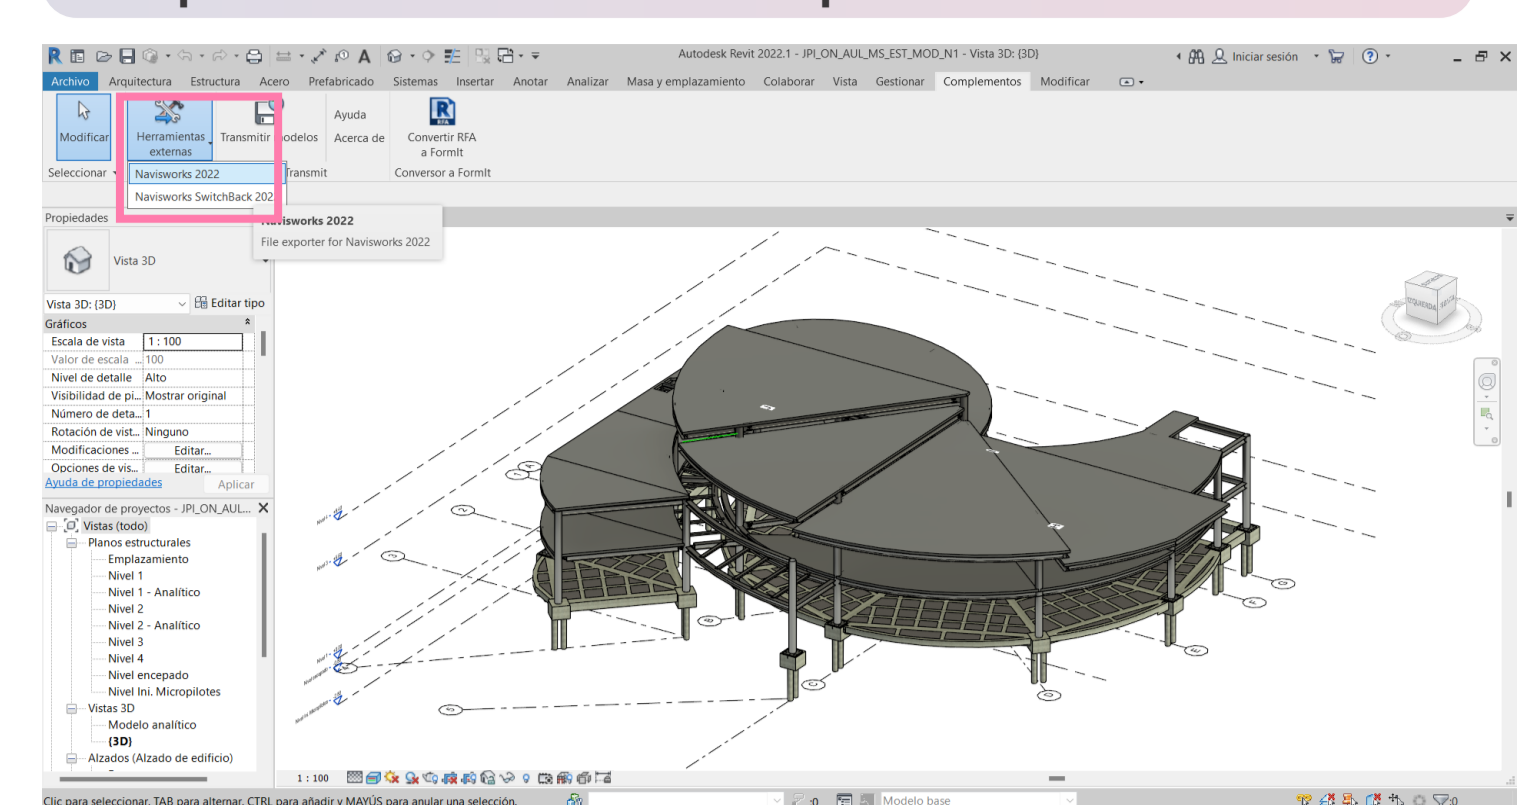 Autodesk Revit 2022.1 - JPI_ON_AUL_MS_EST_MOD_N1 - Vista 3D: {3D}
Iniciar sesión
Archivo Arquitectura Estructura Acero Prefabricado Sistemas Insertar Anotar Analizar Masa y emplazamiento Colaborar Vista Gestionar Complementos Modificar
Modificar
Herramientas
externas
Transmitir modelos
Ayuda
Acerca de
Convertir RFA
a FormIt
Seleccionar
Transmit
Conversor a FormIt
Navisworks 2022
Navisworks SwitchBack 202
Navisworks 2022
File exporter for Navisworks 2022
Propiedades
Vista 3D
Vista 3D: {3D}
Editar tipo
Gráficos
Escala de vista 1 : 100
Valor de escala ... 100
Nivel de detalle Alto
Visibilidad de pi... Mostrar original
Número de deta... 1
Rotación de vist... Ninguno
Modificaciones ... Editar...
Opciones de vis... Editar...
Ayuda de propiedades Aplicar
Navegador de proyectos - JPI_ON_AUL...
Vistas (todo)
Planos estructurales
Emplazamiento
Nivel 1
Nivel 1 - Analítico
Nivel 2
Nivel 2 - Analítico
Nivel 3
Nivel 4
Nivel encepado
Nivel Ini. Micropilotes
Vistas 3D
Modelo analítico
{3D}
Alzados (Alzado de edificio)
IZQUIERDA
1 : 100
Clic para seleccionar, TAB para alternar, CTRL para añadir y MAYÚS para anular una selección.
:0
Modelo base
:0